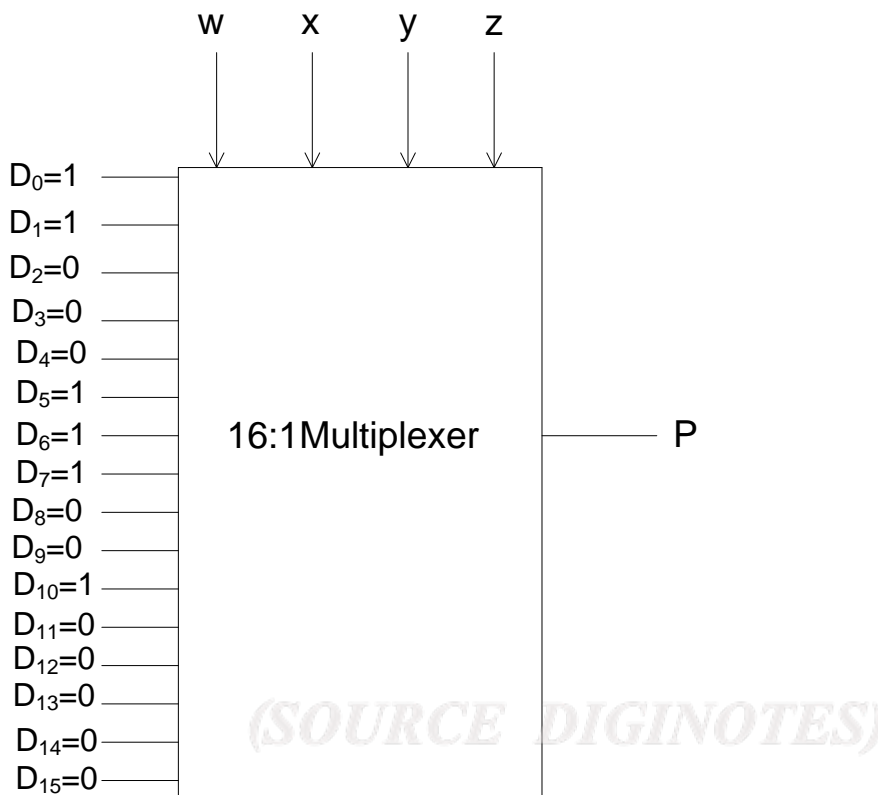 w x y z
D₀=1
D₁=1
D₂=0
D₃=0
D₄=0
D₅=1
D₆=1
16:1Multiplexer
P
D₇=1
D₈=0
D₉=0
D₁₀=1
D₁₁=0
D₁₂=0
D₁₃=0
(SOURCE DIGINOTES)
D₁₄=0
D₁₅=0